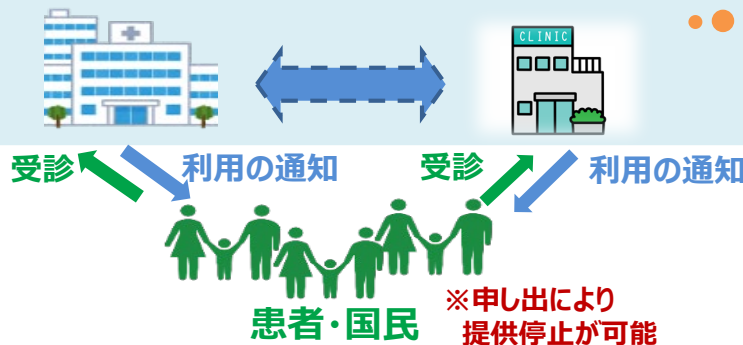 CLINIC
受診
利用の通知
受診
利用の通知
患者・国民
※申し出により
提供停止が可能